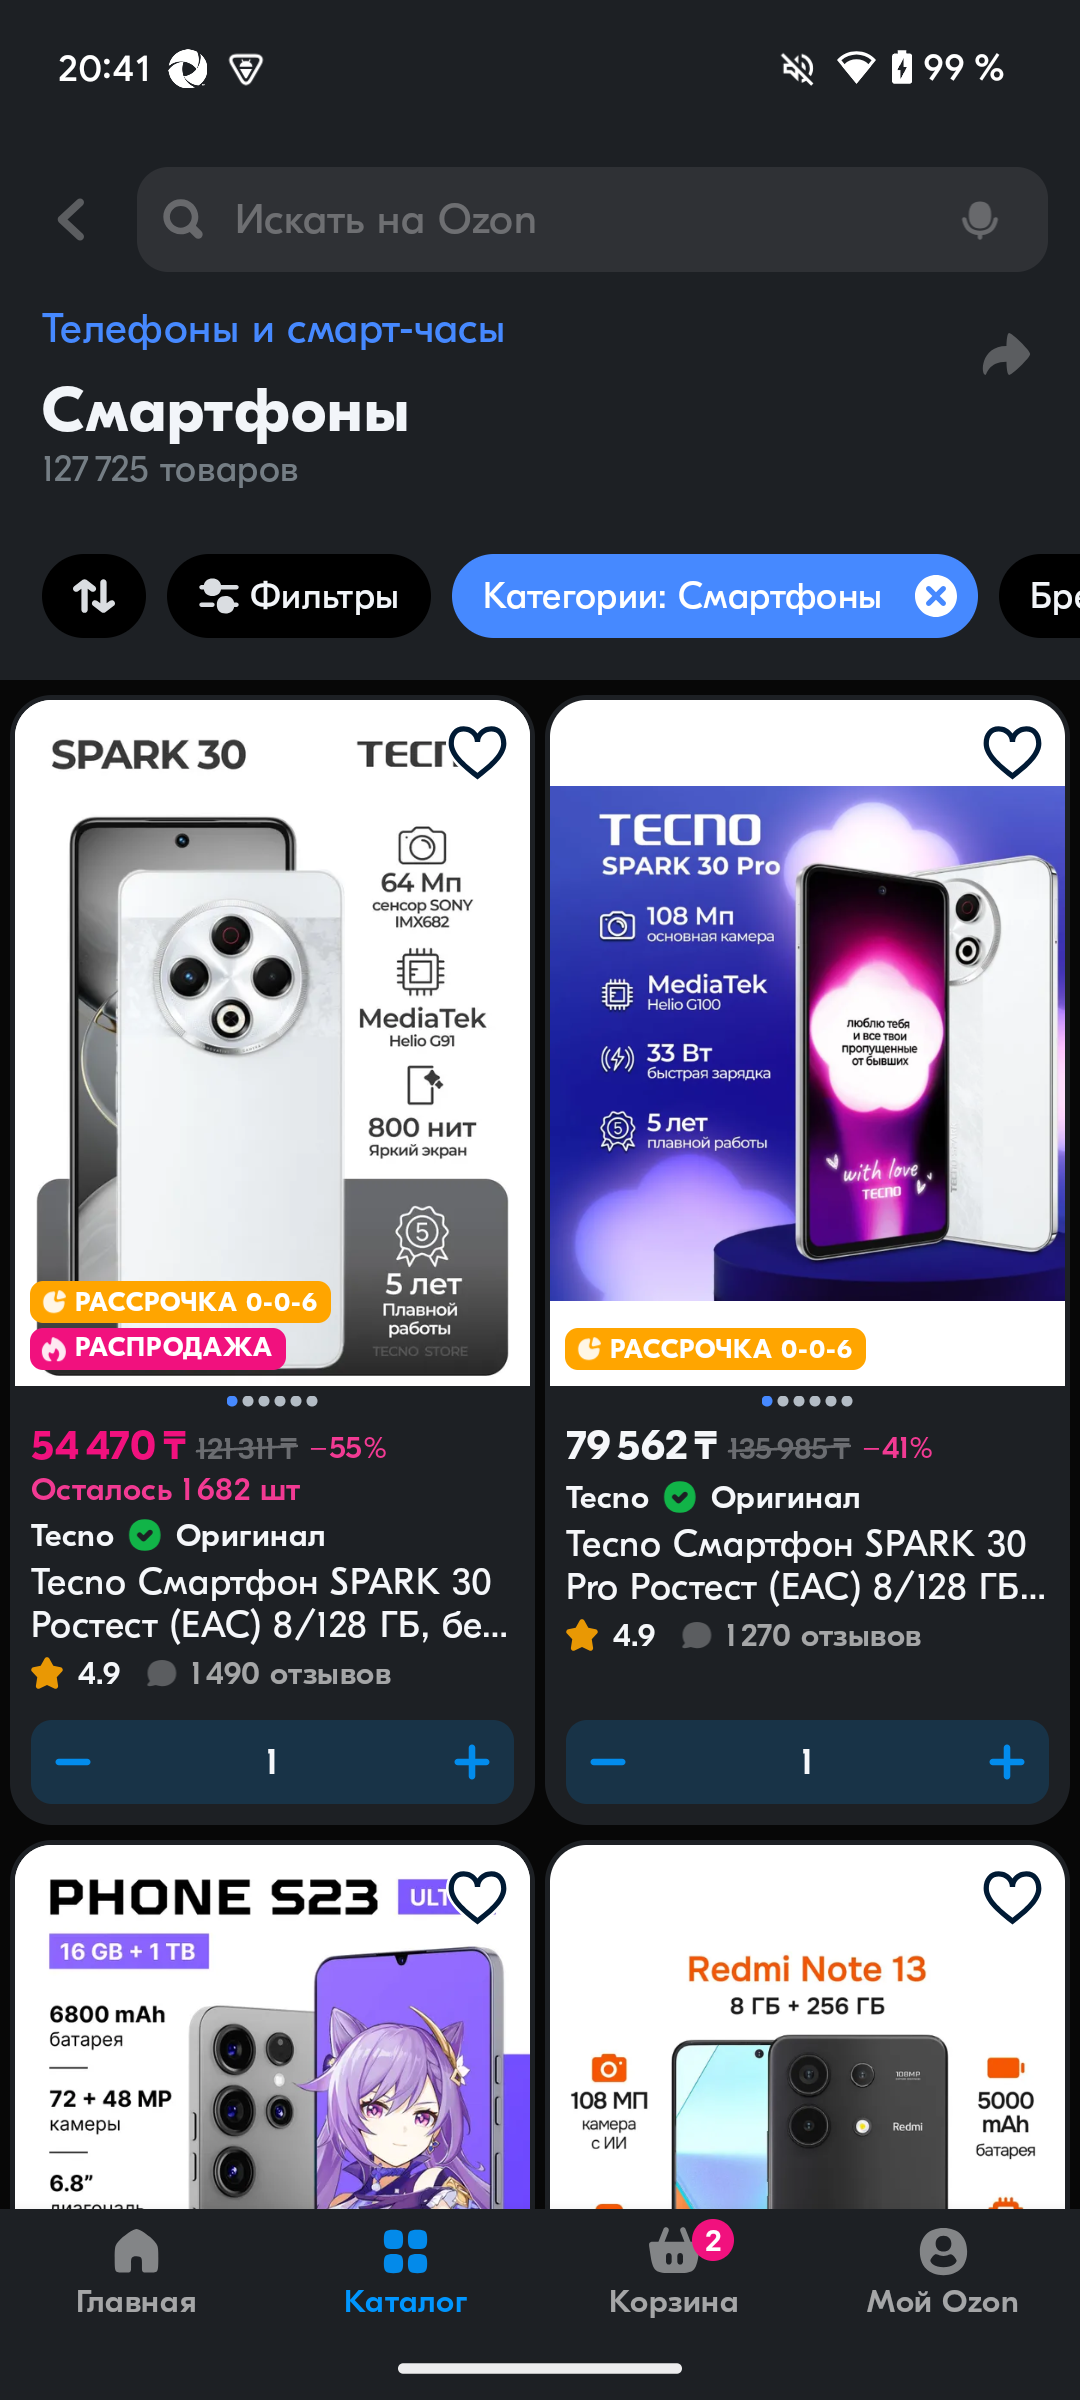 20:41
99 %
Искать на Ozon
Телефоны и смарт-часы
Смартфоны
127 725 товаров
Фильтры
Категории: Смартфоны
SPARK 30
64 Мп
сенсор SONY
IMX682
MediaTek
Helio G91
800 нит
Яркий экран
5
5 лет
Плавной
работы
TECNO STORE
РАССРОЧКА 0-0-6
РАСПРОДАЖА
54 470 ₸ 121 311 ₸ −55%
Осталось 1 682 шт
Tecno Оригинал
Tecno Смартфон SPARK 30
Ростест (EAC) 8/128 ГБ, бе...
4.9 1 490 отзывов
1
TECNO
SPARK 30 Pro
108 Мп
основная камера
MediaTek
Helio G100
33 Вт
быстрая зарядка
5
5 лет
плавной работы
люблю тебя
и все твои
пропущенные
от бывших
with love
TECNO
РАССРОЧКА 0-0-6
79 562 ₸ 135 985 ₸ −41%
Tecno Оригинал
Tecno Смартфон SPARK 30
Pro Ростест (EAC) 8/128 ГБ...
4.9 1 270 отзывов
1
PHONE S23
16 GB + 1 TB
6800 mAh
батарея
72 + 48 MP
камеры
6.8”
диагональ
Redmi Note 13
8 ГБ + 256 ГБ
108 МП
камера
с ИИ
108MP
Redmi
5000
mAh
батарея
Главная
Каталог
Корзина
2
Мой Ozon